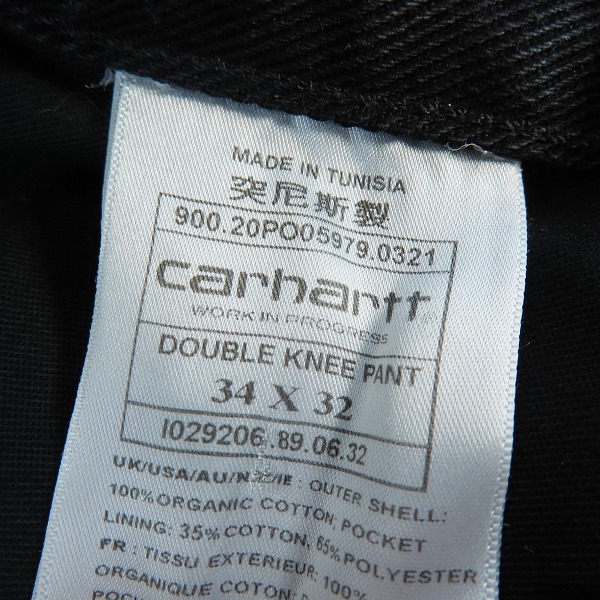 MADE IN TUNISIA
突尼斯製
900.20PO05979.0321
carhartt
WORK IN PROGRESS
DOUBLE KNEE PANT
34 X 32
I029206.89.06.32
UK/USA/AU/NZ/IE : OUTER SHELL:
100% ORGANIC COTTON; POCKET
LINING: 35% COTTON, 65% POLYESTER
FR : TISSU EXTERIEUR: 100%
ORGANIQUE COTON;